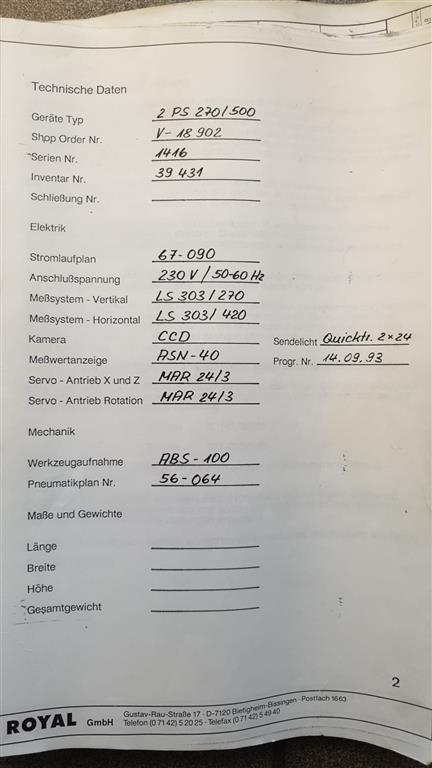 Technische Daten
Geräte Typ 2 PS 270/500
Shop Order Nr. V-18 902
Serien Nr. 1416
Inventar Nr. 39 431
Schließung Nr.
Elektrik
Stromlaufplan 67-090
Anschlußspannung 230 V / 50-60 Hz
Meßsystem - Vertikal LS 303/270
Meßsystem - Horizontal LS 303/ 420
Kamera CCD Sendelicht Quicktr. 2x24
Meßwertanzeige ASN-40 Progr. Nr. 14.09.93
Servo - Antrieb X und Z MAR 24/3
Servo - Antrieb Rotation MAR 24/3
Mechanik
Werkzeugaufnahme ABS-100
Pneumatikplan Nr. 56-064
Maße und Gewichte
Länge
Breite
Höhe
Gesamtgewicht
2
ROYAL GmbH Gustav-Rau-Straße 17 · D-7120 Bietigheim-Bissingen · Postfach 1663
Telefon (0 71 42) 5 20 25 · Telefax (0 71 42) 5 49 40